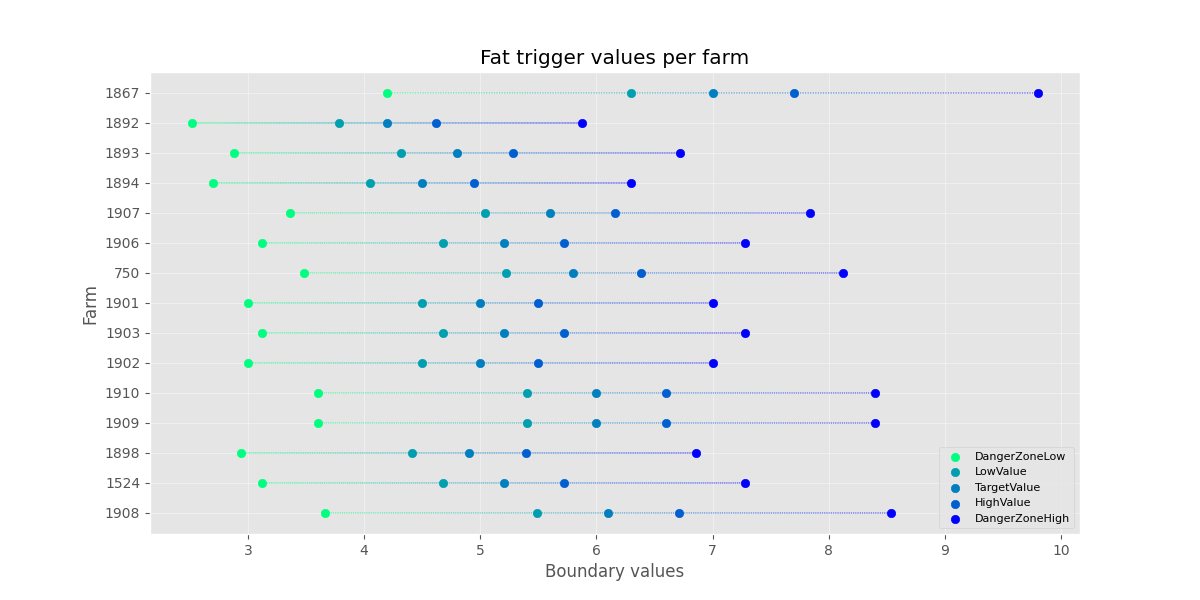 Fat trigger values per farm
Farm
1867
1892
1893
1894
1907
1906
750
1901
1903
1902
1910
1909
1898
1524
1908
DangerZoneLow
LowValue
TargetValue
HighValue
DangerZoneHigh
3 4 5 6 7 8 9 10
Boundary values